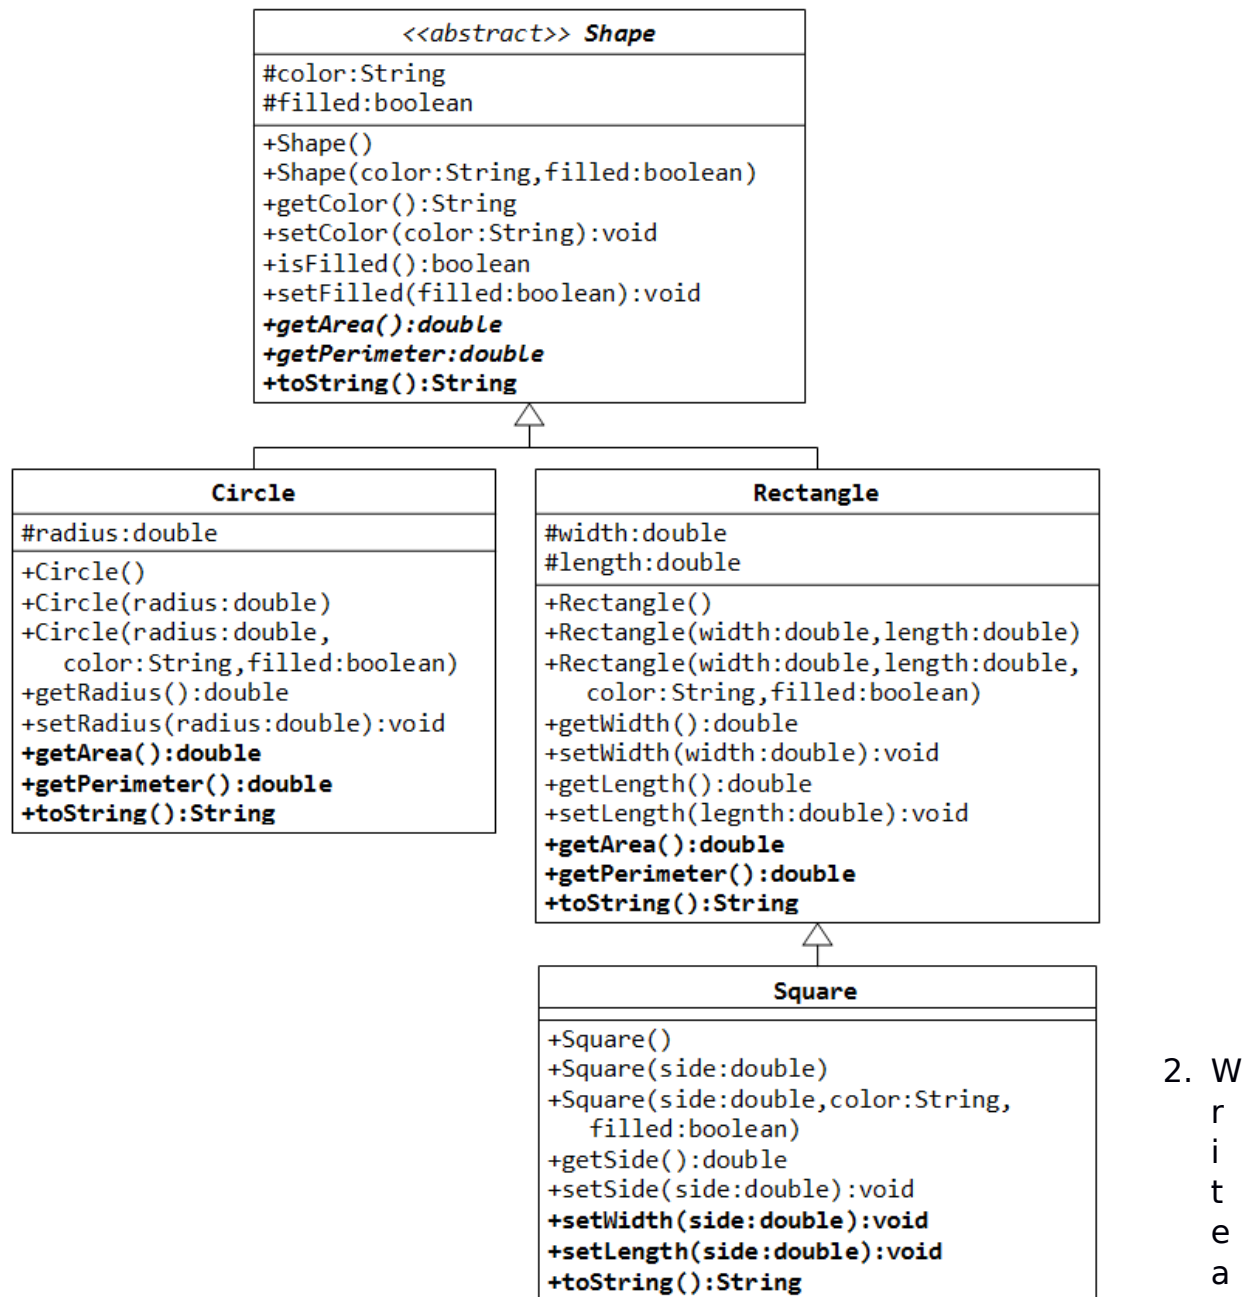 <<abstract>> Shape
#color:String
#filled:boolean
+Shape()
+Shape(color:String,filled:boolean)
+getColor():String
+setColor(color:String):void
+isFilled():boolean
+setFilled(filled:boolean):void
+getArea():double
+getPerimeter:double
+toString():String
Circle
#radius:double
+Circle()
+Circle(radius:double)
+Circle(radius:double,
color:String,filled:boolean)
+getRadius():double
+setRadius(radius:double):void
+getArea():double
+getPerimeter():double
+toString():String
Rectangle
#width:double
#length:double
+Rectangle()
+Rectangle(width:double,length:double)
+Rectangle(width:double,length:double,
color:String,filled:boolean)
+getWidth():double
+setWidth(width:double):void
+getLength():double
+setLength(legnth:double):void
+getArea():double
+getPerimeter():double
+toString():String
Square
+Square()
+Square(side:double)
+Square(side:double,color:String,
filled:boolean)
+getSide():double
+setSide(side:double):void
+setWidth(side:double):void
+setLength(side:double):void
+toString():String
2. W
r
i
t
e
a